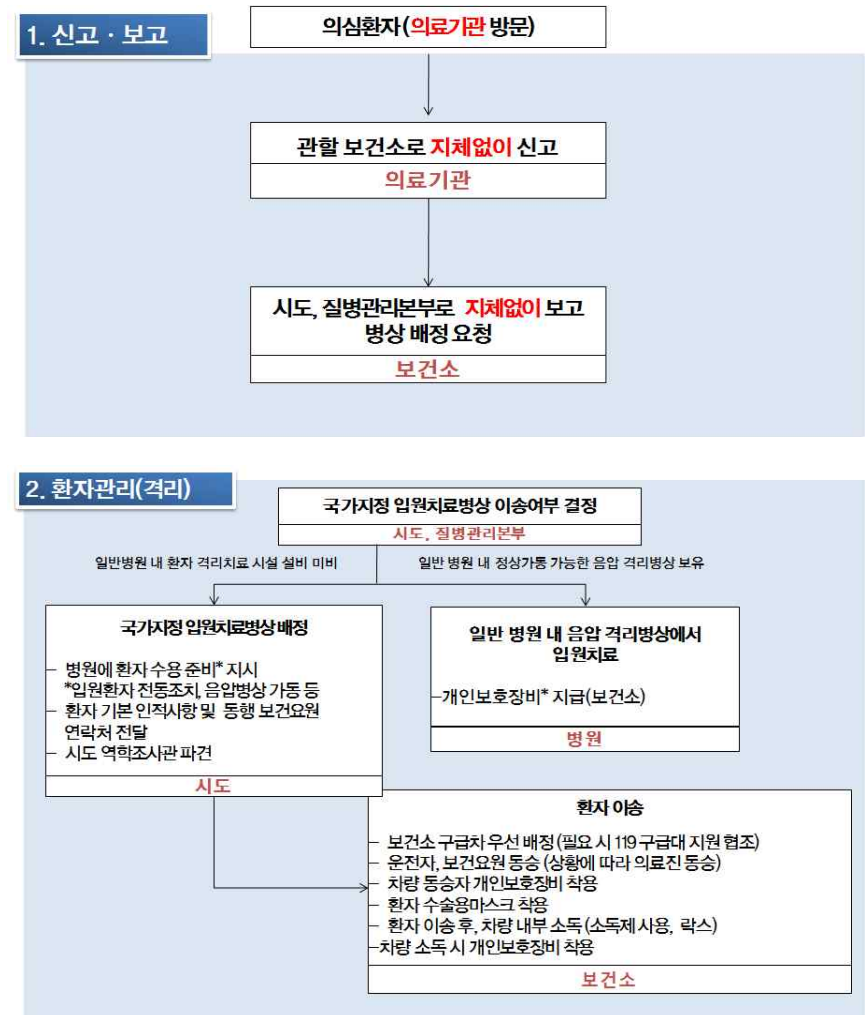 1. 신고 · 보고
의심환자(의료기관 방문)
관할 보건소로 지체없이 신고
의료기관
시도, 질병관리본부로 지체없이 보고
병상 배정 요청
보건소
2. 환자관리(격리)
국가지정 입원치료병상 이송여부 결정
시도, 질병관리본부
일반병원 내 환자 격리치료 시설 설비 미비
일반 병원 내 정상가동 가능한 음압 격리병상 보유
국가지정 입원치료병상 배정
– 병원에 환자 수용 준비* 지시
*입원환자 전동조치, 음압병상 가동 등
– 환자 기본 인적사항 및 동행 보건요원
연락처 전달
– 시도 역학조사관 파견
시도
일반 병원 내 음압 격리병상에서
입원치료
–개인보호장비* 지급(보건소)
병원
환자 이송
– 보건소 구급차 우선 배정 (필요 시 119 구급대 지원 협조)
– 운전자, 보건요원 동승 (상황에 따라 의료진 동승)
– 차량 동승자 개인보호장비 착용
– 환자 수술용마스크 착용
– 환자 이송 후, 차량 내부 소독 (소독제 사용, 락스)
–차량 소독 시 개인보호장비 착용
보건소